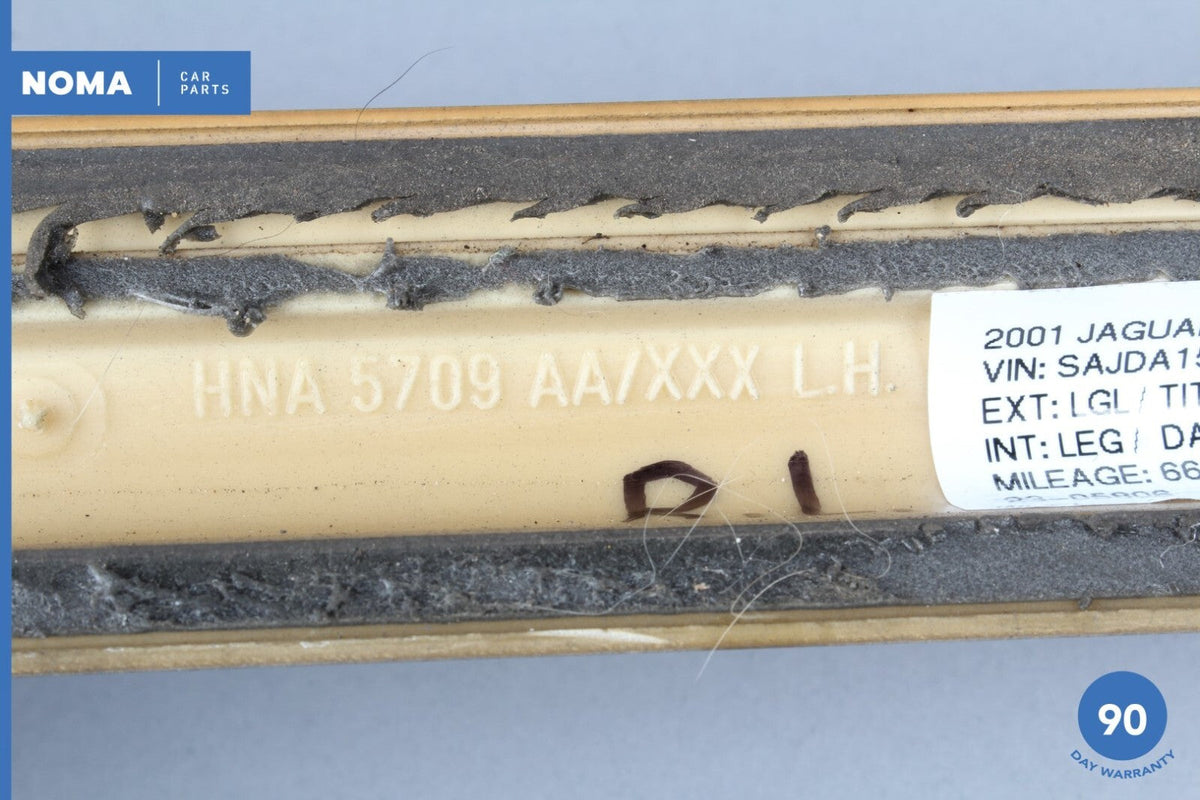 NOMA
CAR
PARTS
HNA 5709 AA/XXX L.H.
2001 JAGUA
VIN: SAJDA15
EXT: LGL / TIT
INT: LEG / DA
MILEAGE: 66
90
DAY WARRANTY